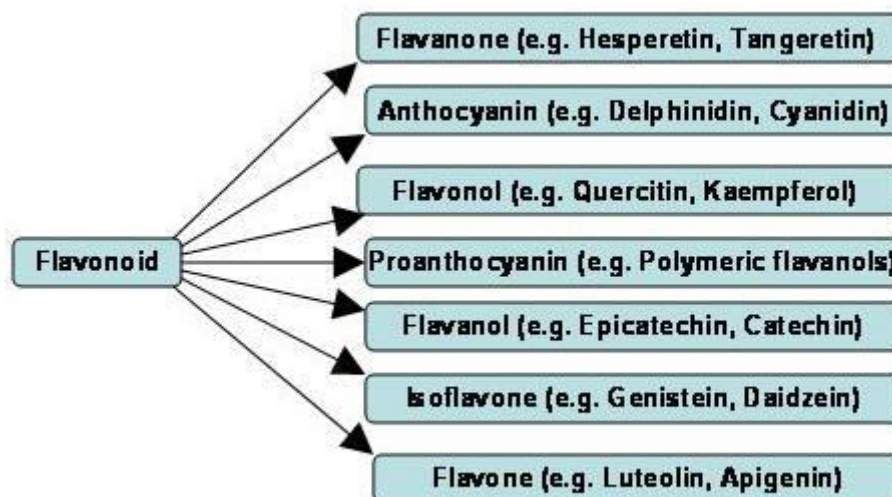 Flavanone (e.g. Hesperetin, Tangeretin)
Anthocyanin (e.g. Delphinidin, Cyanidin)
Flavonol (e.g. Quercitin, Kaempferol)
Flavonoid
Proanthocyanin (e.g. Polymeric flavanols)
Flavanol (e.g. Epicatechin, Catechin)
Isoflavone (e.g. Genistein, Daidzein)
Flavone (e.g. Luteolin, Apigenin)